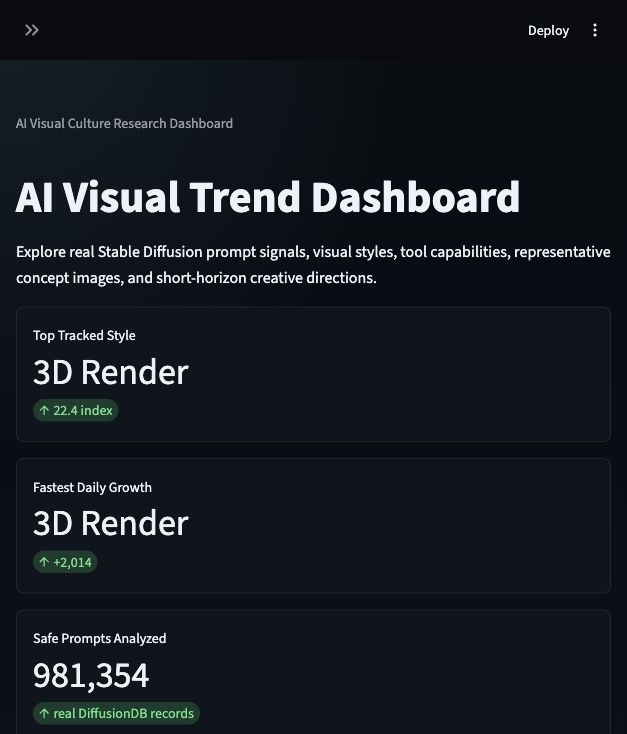 Deploy
AI Visual Culture Research Dashboard
AI Visual Trend Dashboard
Explore real Stable Diffusion prompt signals, visual styles, tool capabilities, representative
concept images, and short-horizon creative directions.
Top Tracked Style
3D Render
↑ 22.4 index
Fastest Daily Growth
3D Render
↑ +2,014
Safe Prompts Analyzed
981,354
↑ real DiffusionDB records